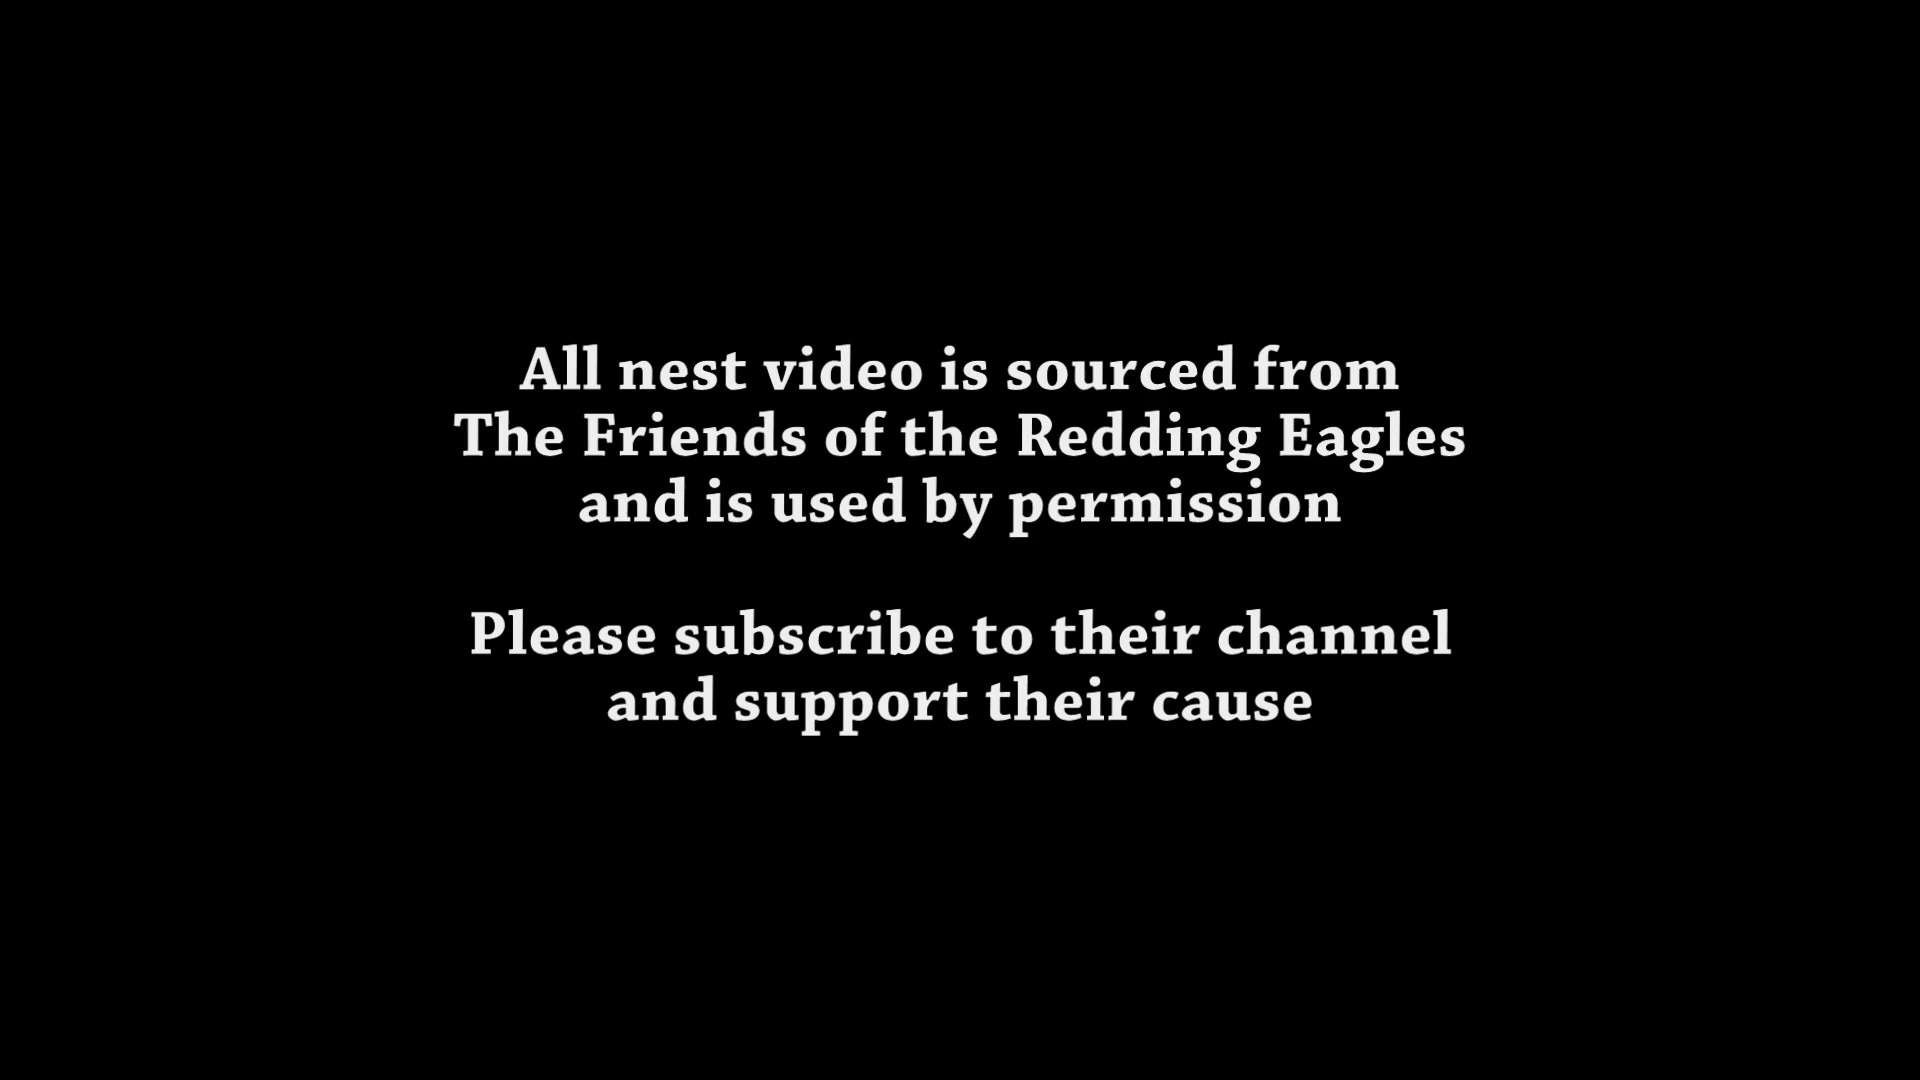 All nest video is sourced from
The Friends of the Redding Eagles
and is used by permission
Please subscribe to their channel
and support their cause